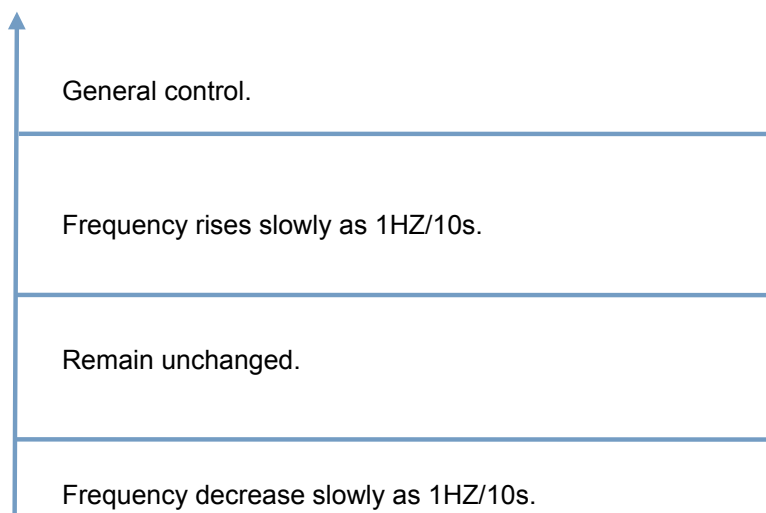 General control.
Frequency rises slowly as 1HZ/10s.
Remain unchanged.
Frequency decrease slowly as 1HZ/10s.